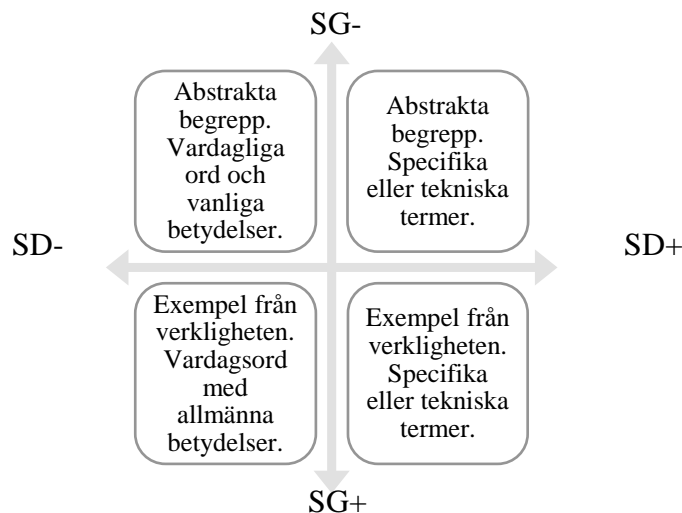 SG-
Abstrakta
begrepp.
Vardagliga
ord och
vanliga
betydelser.
Abstrakta
begrepp.
Specifika
eller tekniska
termer.
SD-
SD+
Exempel från
verkligheten.
Vardagsord
med
allmänna
betydelser.
Exempel från
verkligheten.
Specifika
eller tekniska
termer.
SG+